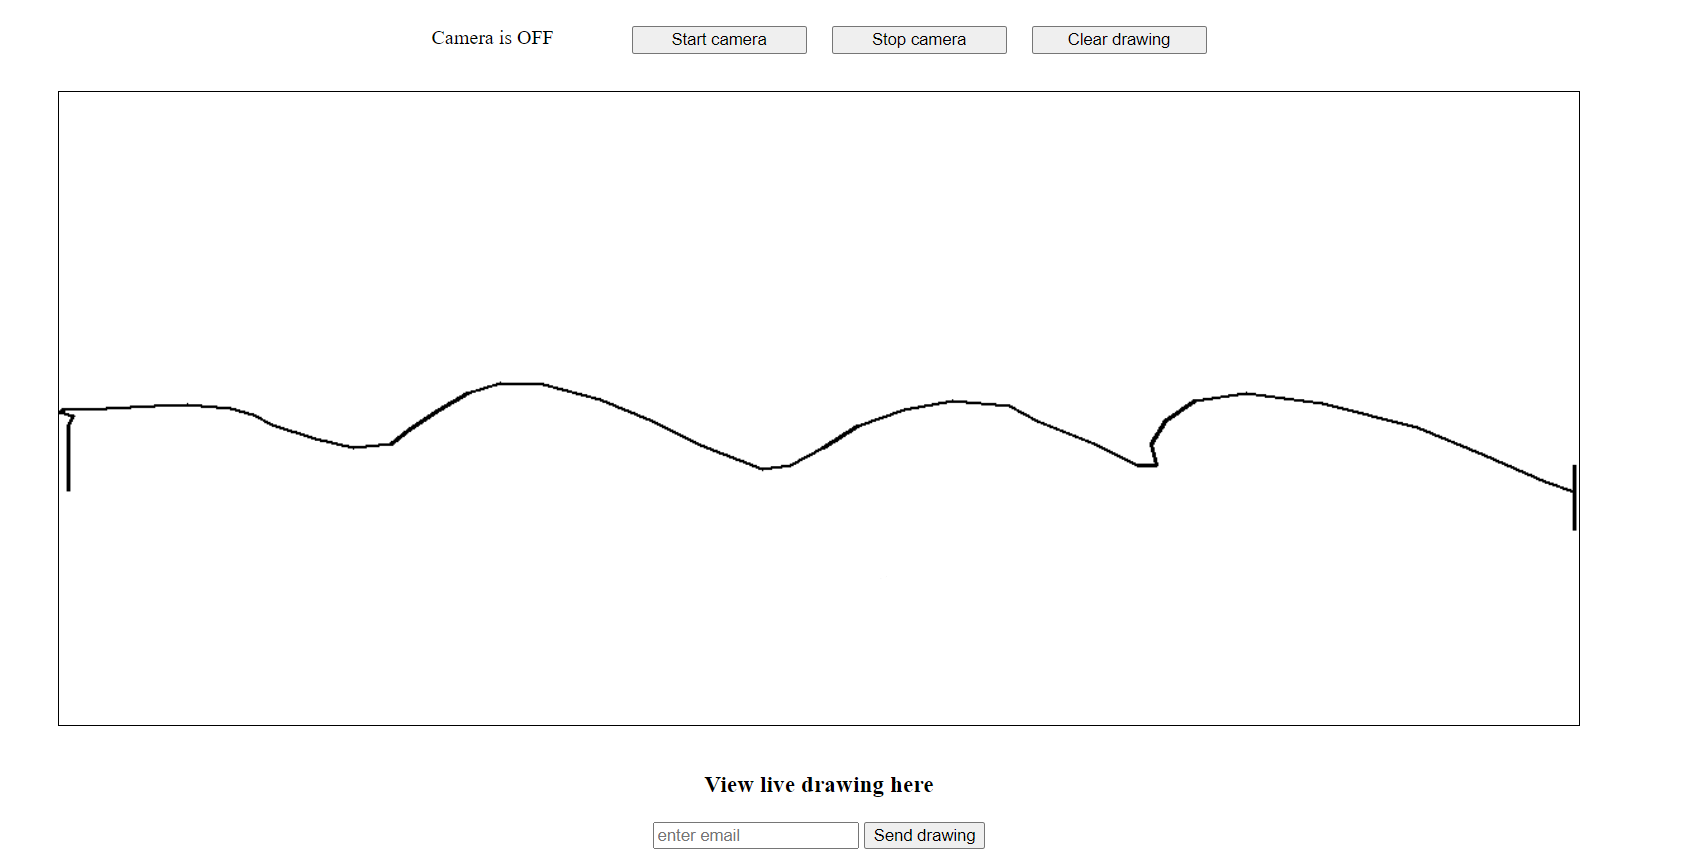 Camera is OFF Start camera Stop camera Clear drawing
View live drawing here
enter email Send drawing